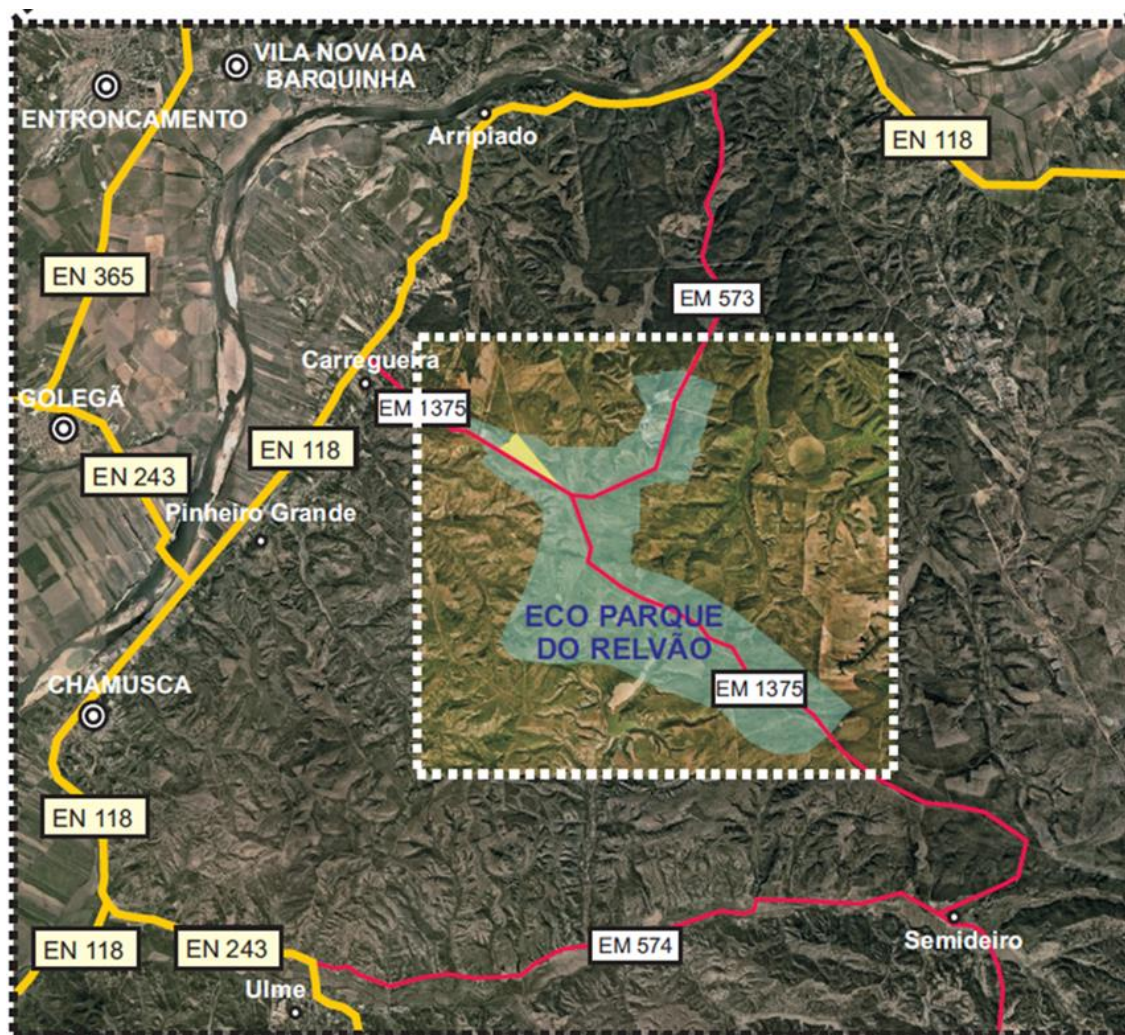 VILA NOVA DA
BARQUINHA
ENTRONCAMENTO
Arripiado
EN 118
EN 365
EM 573
Carregueira
EM 1375
GOLEGÃ
EN 118
EN 243
Pinheiro Grande
ECO PARQUE
DO RELVÃO
CHAMUSCA
EM 1375
EN 118
EN 118
EN 243
EM 574
Semideiro
Ulme